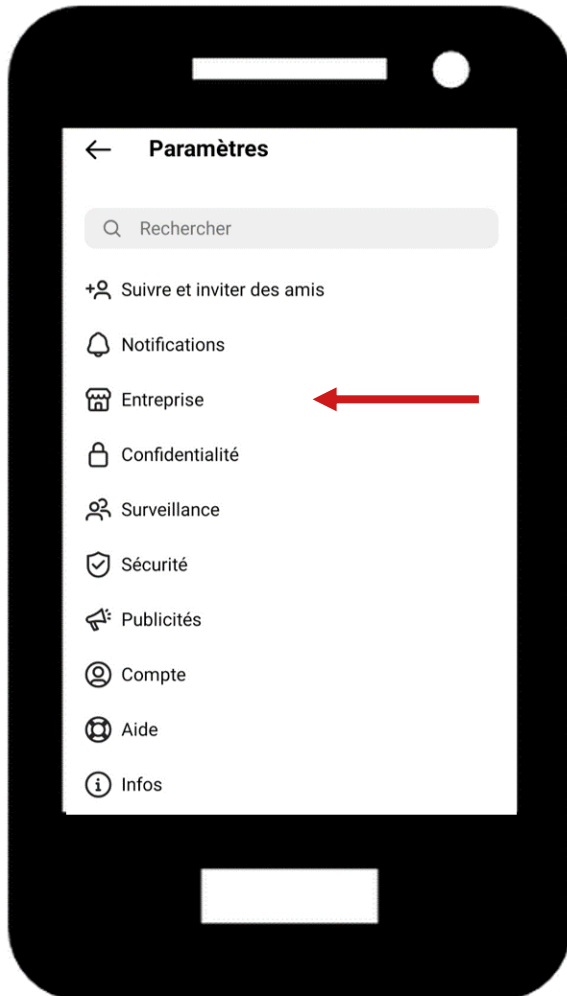 Paramètres
Rechercher
Suivre et inviter des amis
Notifications
Entreprise
Confidentialité
Surveillance
Sécurité
Publicités
Compte
Aide
Infos